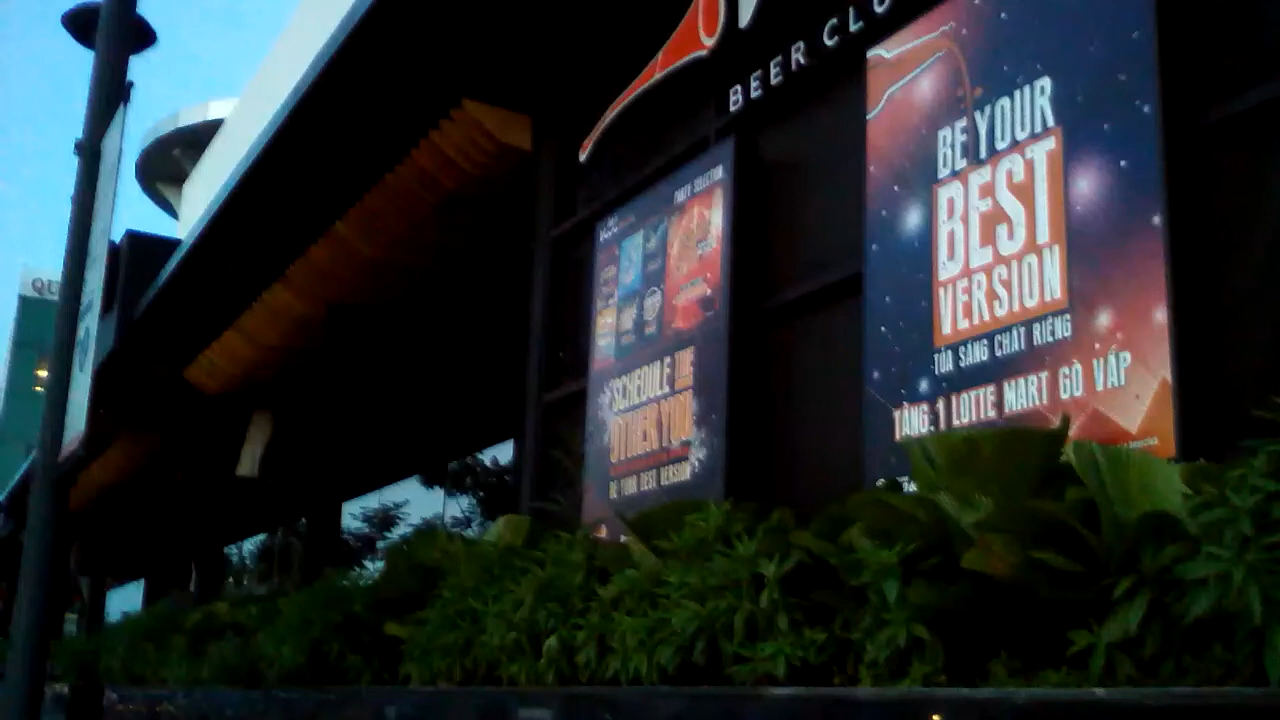 BEER CLU
BE YOUR
BEST
VERSION
TỎA SÁNG CHẤT RIÊNG
TẦNG 1 LOTTE MART GÒ VẤP
PARTY SELECTION
SCHEDULE THE
OTHER YOU
BE YOUR BEST VERSION
QU